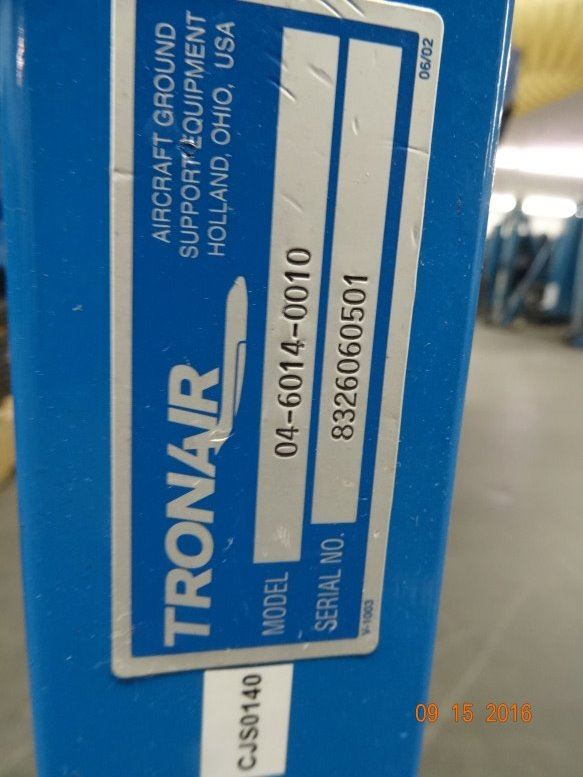 TRONAIR
AIRCRAFT GROUND
SUPPORT EQUIPMENT
HOLLAND, OHIO, USA
MODEL 04-6014-0010
SERIAL NO. 8326060501
V-1003 06/02
CJS0140
09 15 2016